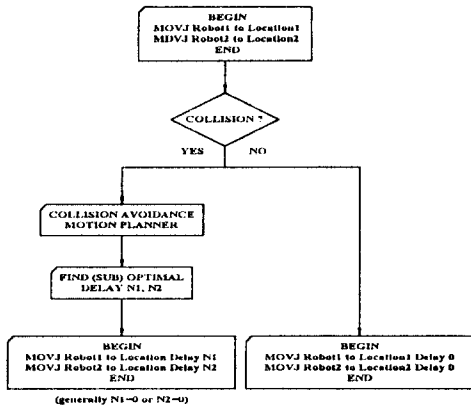 BEGIN
MOVJ Robot1 to Location1
MOVJ Robot2 to Location2
END
COLLISION ?
YES
NO
COLLISION AVOIDANCE
MOTION PLANNER
FIND (SUB) OPTIMAL
DELAY N1, N2
BEGIN
MOVJ Robot1 to Location Delay N1
MOVJ Robot2 to Location Delay N2
END
(generally N1=0 or N2=0)
BEGIN
MOVJ Robot1 to Location1 Delay 0
MOVJ Robot2 to Location2 Delay 0
END